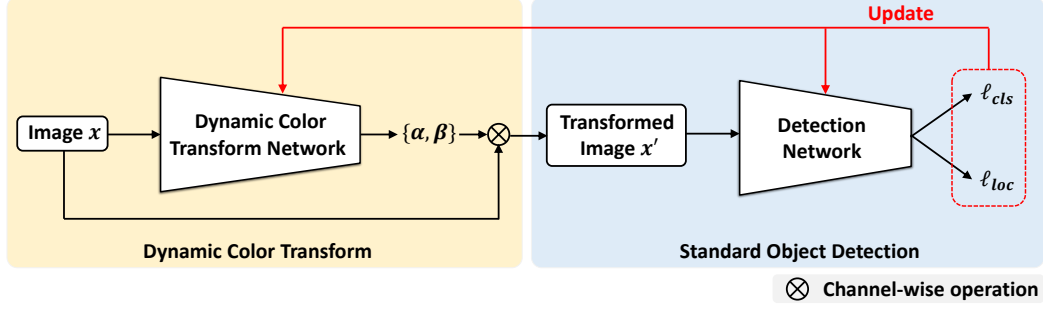 Update
Image x
Dynamic Color
Transform Network
{α, β}
⊗
Transformed
Image x′
Detection
Network
ℓcls
ℓloc
Dynamic Color Transform
Standard Object Detection
⊗ Channel-wise operation